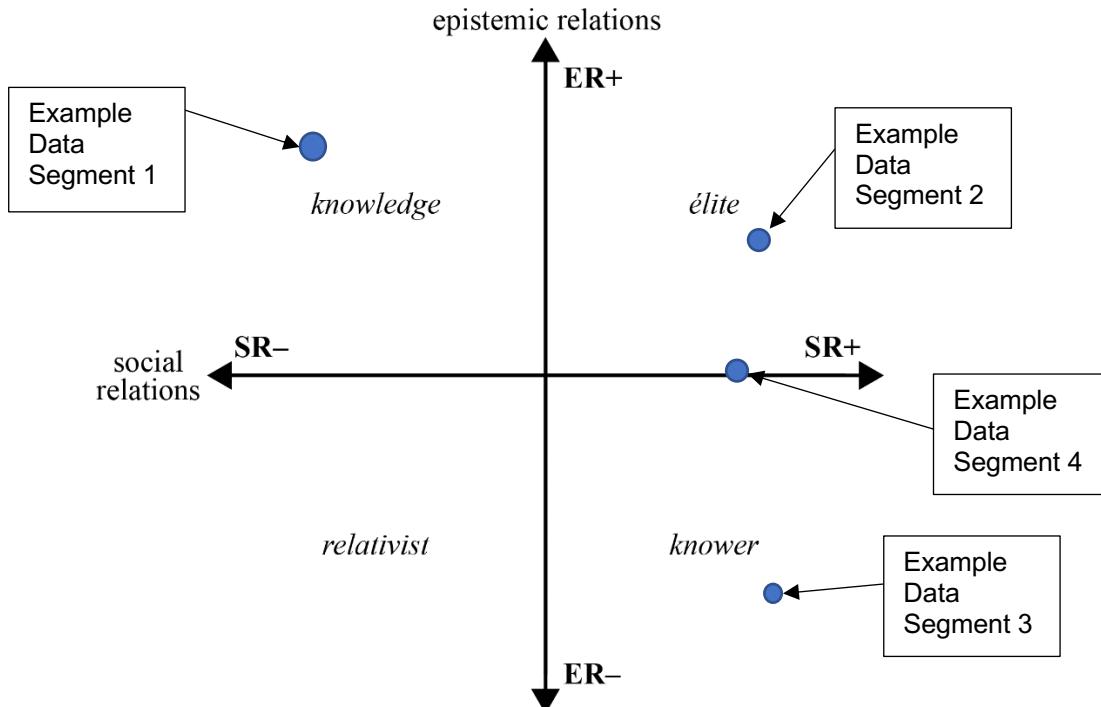 epistemic relations
ER+
Example
Data
Segment 1
Example
Data
Segment 2
knowledge
élite
SR–
SR+
social
relations
Example
Data
Segment 4
relativist
knower
Example
Data
Segment 3
ER–